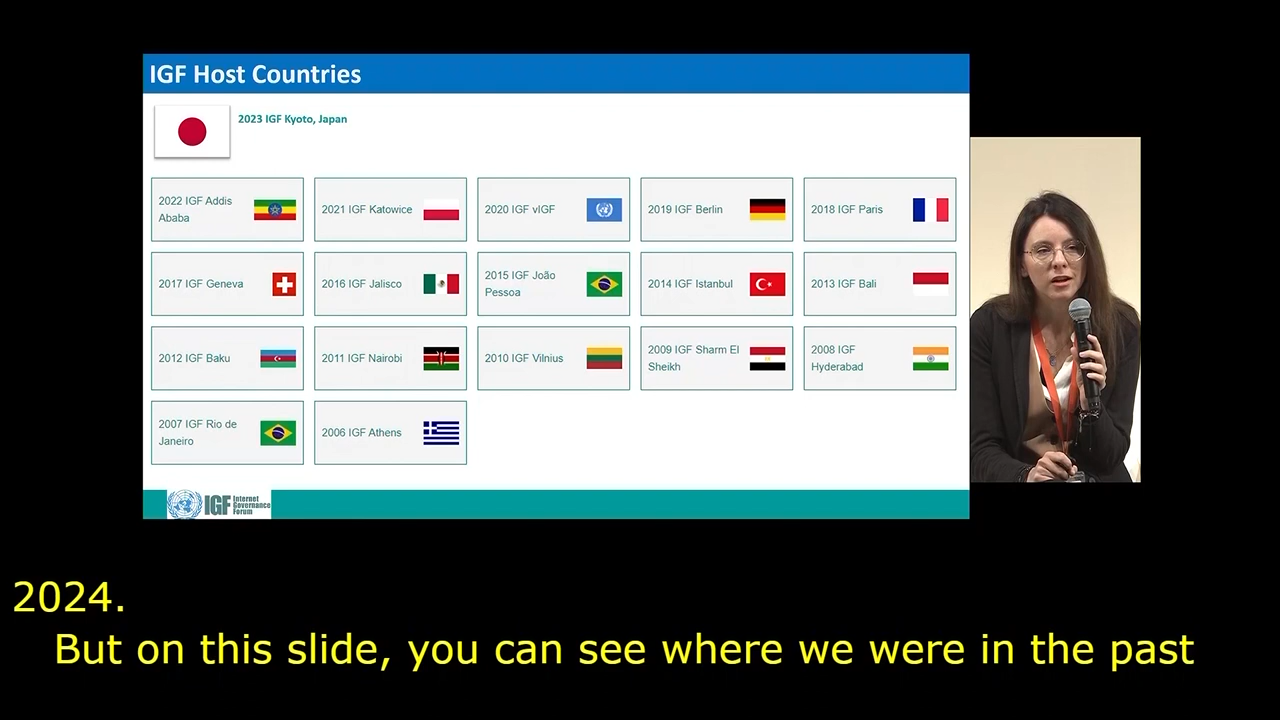 IGF Host Countries
2023 IGF Kyoto, Japan
2022 IGF Addis
Ababa
2021 IGF Katowice
2020 IGF vIGF
2019 IGF Berlin
2018 IGF Paris
2017 IGF Geneva
2016 IGF Jalisco
2015 IGF João
Pessoa
2014 IGF Istanbul
2013 IGF Bali
2012 IGF Baku
2011 IGF Nairobi
2010 IGF Vilnius
2009 IGF Sharm El
Sheikh
2008 IGF
Hyderabad
2007 IGF Rio de
Janeiro
2006 IGF Athens
IGF
Internet
Governance
Forum
2024.
But on this slide, you can see where we were in the past